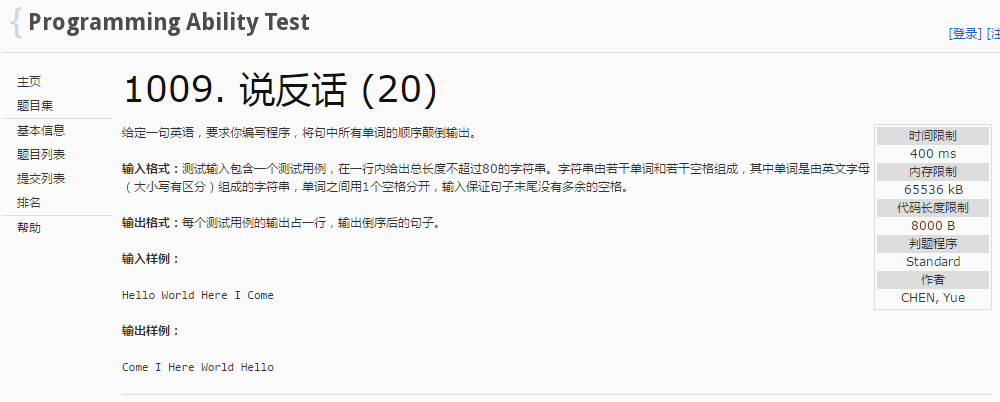 { Programming Ability Test
[登录] [注
主页
题目集
基本信息
题目列表
提交列表
排名
帮助
1009. 说反话 (20)
给定一句英语，要求你编写程序，将句中所有单词的顺序颠倒输出。
输入格式：测试输入包含一个测试用例，在一行内给出总长度不超过80的字符串。字符串由若干单词和若干空格组成，其中单词是由英文字母
（大小写有区分）组成的字符串，单词之间用1个空格分开，输入保证句子末尾没有多余的空格。
输出格式：每个测试用例的输出占一行，输出倒序后的句子。
输入样例：
Hello World Here I Come
输出样例：
Come I Here World Hello
时间限制
400 ms
内存限制
65536 kB
代码长度限制
8000 B
判题程序
Standard
作者
CHEN, Yue